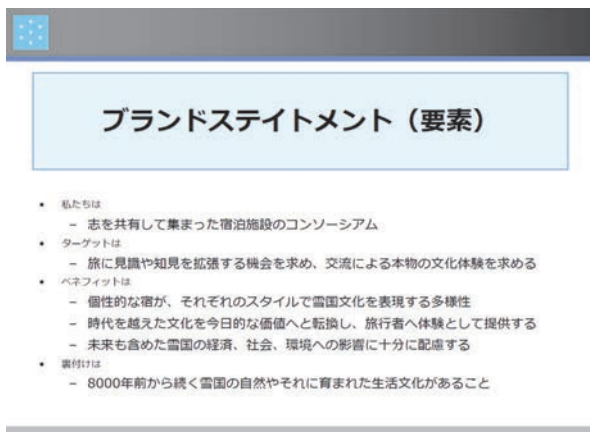 ブランドステイトメント（要素）
• 私たちは
– 志を共有して集まった宿泊施設のコンソーシアム
• ターゲットは
– 旅に見識や知見を拡張する機会を求め、交流による本物の文化体験を求める
• ベネフィットは
– 個性的な宿が、それぞれのスタイルで雪国文化を表現する多様性
– 時代を越えた文化を今日的な価値へと転換し、旅行者へ体験として提供する
– 未来も含めた雪国の経済、社会、環境への影響に十分に配慮する
• 裏付けは
– 8000年前から続く雪国の自然やそれに育まれた生活文化があること